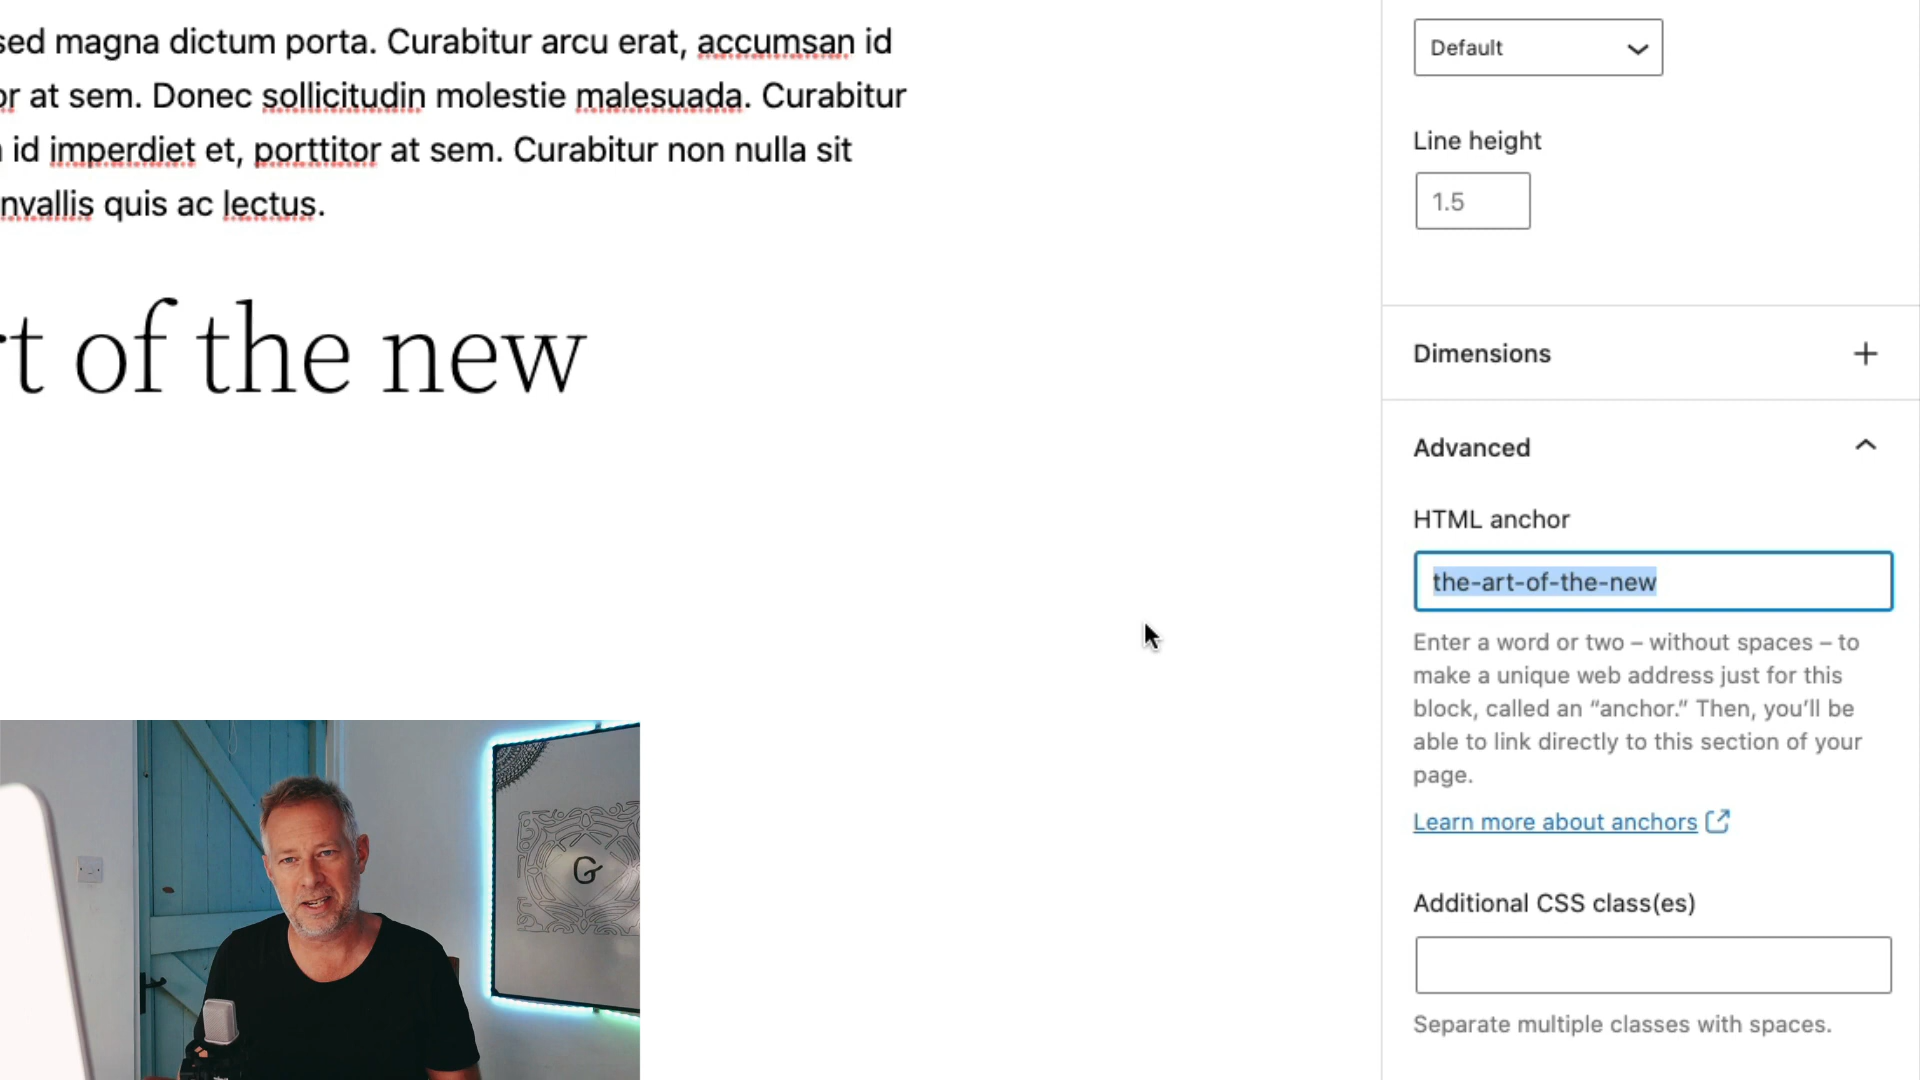 sed magna dictum porta. Curabitur arcu erat, accumsan id
or at sem. Donec sollicitudin molestie malesuada. Curabitur
id imperdiet et, porttitor at sem. Curabitur non nulla sit
nvallis quis ac lectus.
rt of the new
Default
Line height
1.5
Dimensions
Advanced
HTML anchor
the-art-of-the-new
Enter a word or two – without spaces – to
make a unique web address just for this
block, called an “anchor.” Then, you’ll be
able to link directly to this section of your
page.
Learn more about anchors
Additional CSS class(es)
Separate multiple classes with spaces.
G